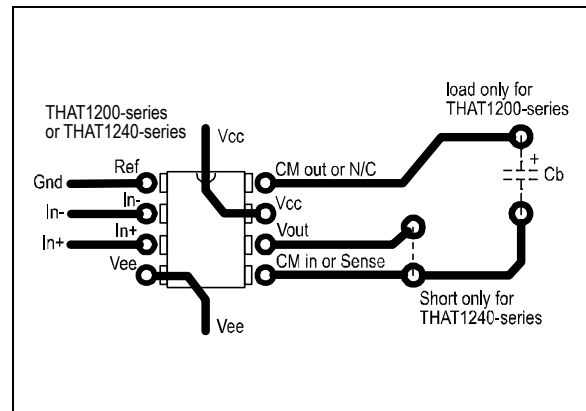 load only for
THAT1200-series
THAT1200-series
or THAT1240-series
Vcc
Ref
CM out or N/C
+
Cb
Gnd
In-
In-
Vcc
In+
In+
Vout
Vee
CM in or Sense
Short only for
THAT1240-series
Vee